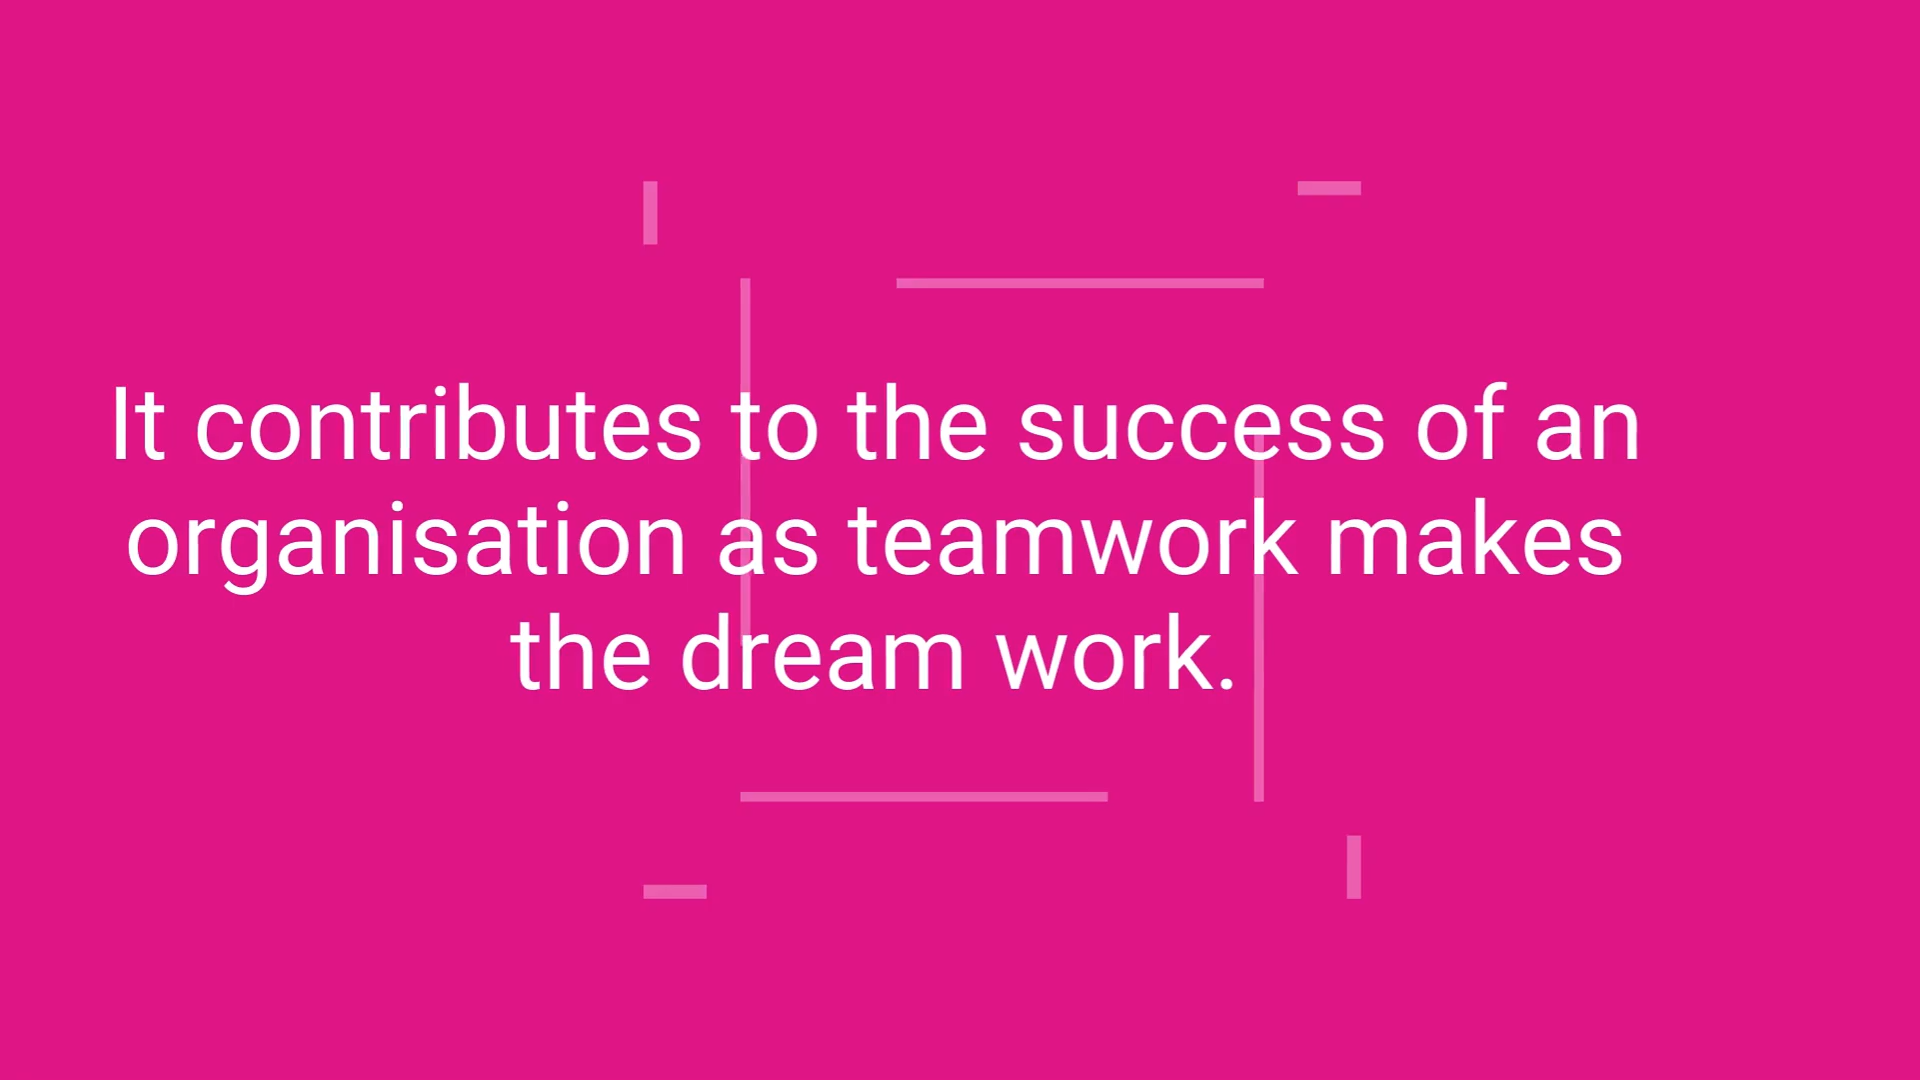 It contributes to the success of an
organisation as teamwork makes
the dream work.